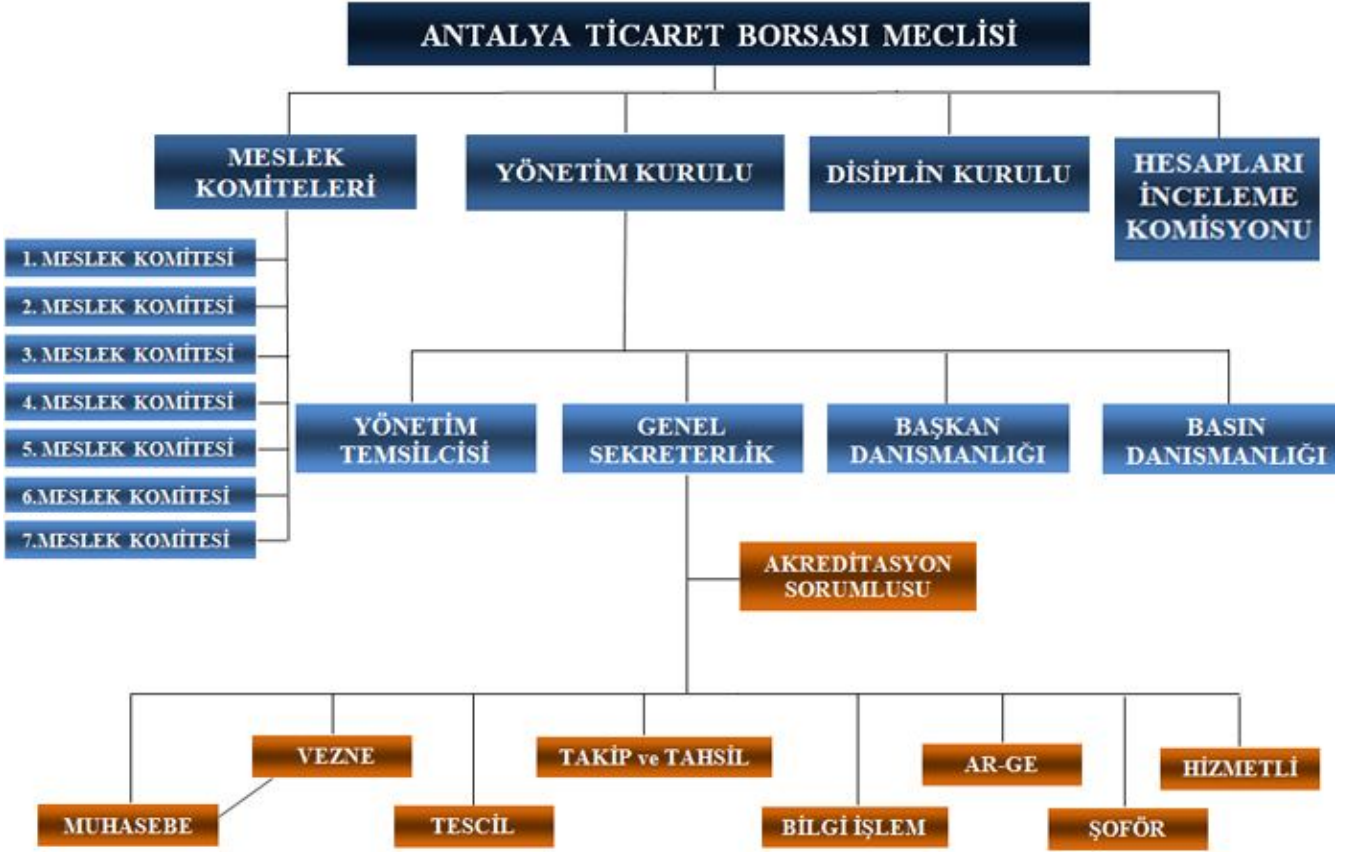 ANTALYA TİCARET BORSASI MECLİSİ
MESLEK
KOMİTELERİ
YÖNETİM KURULU
DİSİPLİN KURULU
HESAPLARI
İNCELEME
KOMİSYONU
1. MESLEK KOMİTESİ
2. MESLEK KOMİTESİ
3. MESLEK KOMİTESİ
4. MESLEK KOMİTESİ
5. MESLEK KOMİTESİ
6.MESLEK KOMİTESİ
7.MESLEK KOMİTESİ
YÖNETİM
TEMSİLCİSİ
GENEL
SEKRETERLİK
BAŞKAN
DANISMANLIĞI
BASIN
DANISMANLIĞI
AKREDİTASYON
SORUMLUSU
VEZNE
TAKİP ve TAHSİL
AR-GE
HİZMETLİ
MUHASEBE
TESCİL
BİLGİ İŞLEM
ŞOFÖR